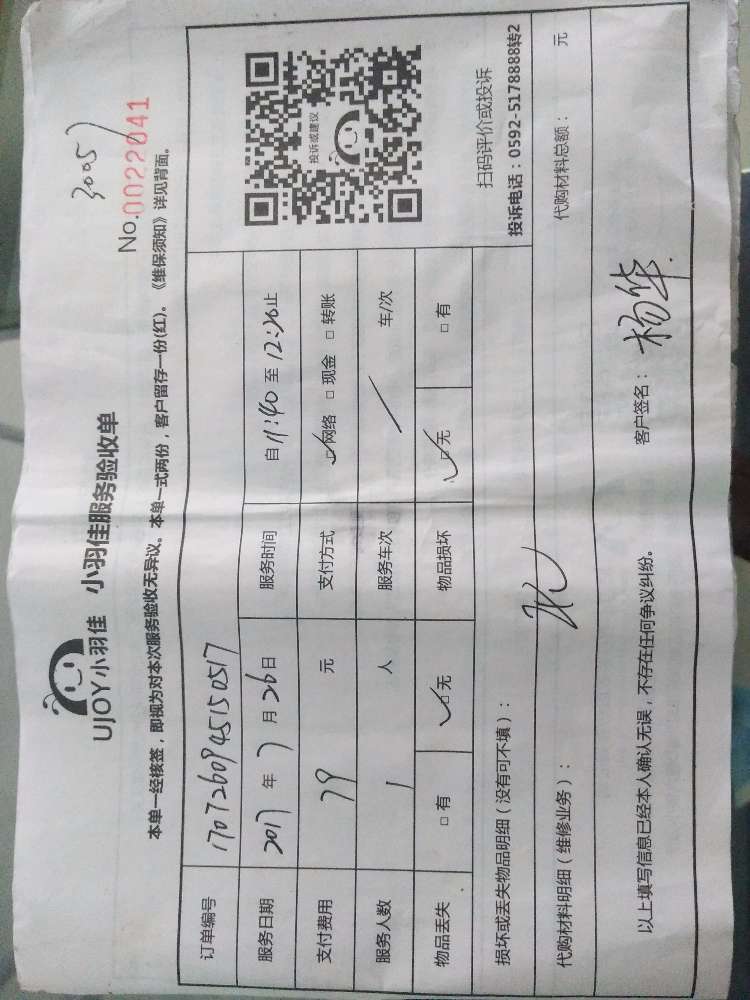 3005
No.0022041
UJOY小羽佳 小羽佳服务验收单
本单一经核签，即视为对本次服务验收无异议。本单一式两份，客户留存一份(红)。《维保须知》详见背面。
订单编号 1707260945150517
服务日期 2017 年 7 月 26 日 服务时间 自 11:40 至 12:26 止
支付费用 79 元 支付方式 ☑网络 □现金 □转账
服务人数 1 人 服务车次 / 车/次
物品丢失 □有 ☑无 物品损坏 ☑无 □有
投诉或建议
扫码评价或投诉
投诉电话：0592-5178888转2
损坏或丢失物品明细（没有可不填）：
代购材料明细（维修业务）： 代购材料总额： 元
以上填写信息已经本人确认无误，不存在任何争议纠纷。 客户签名：杨华